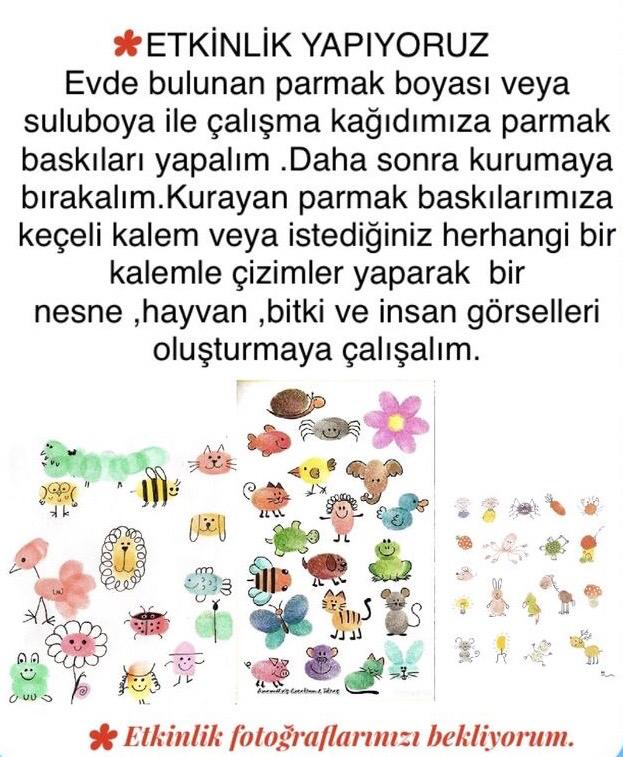 ETKİNLİK YAPIYORUZ
Evde bulunan parmak boyası veya
suluboya ile çalışma kağıdımıza parmak
baskıları yapalım .Daha sonra kurumaya
bırakalım.Kurayan parmak baskılarımıza
keçeli kalem veya istediğiniz herhangi bir
kalemle çizimler yaparak bir
nesne ,hayvan ,bitki ve insan görselleri
oluşturmaya çalışalım.
Etkinlik fotoğraflarınızı bekliyorum.